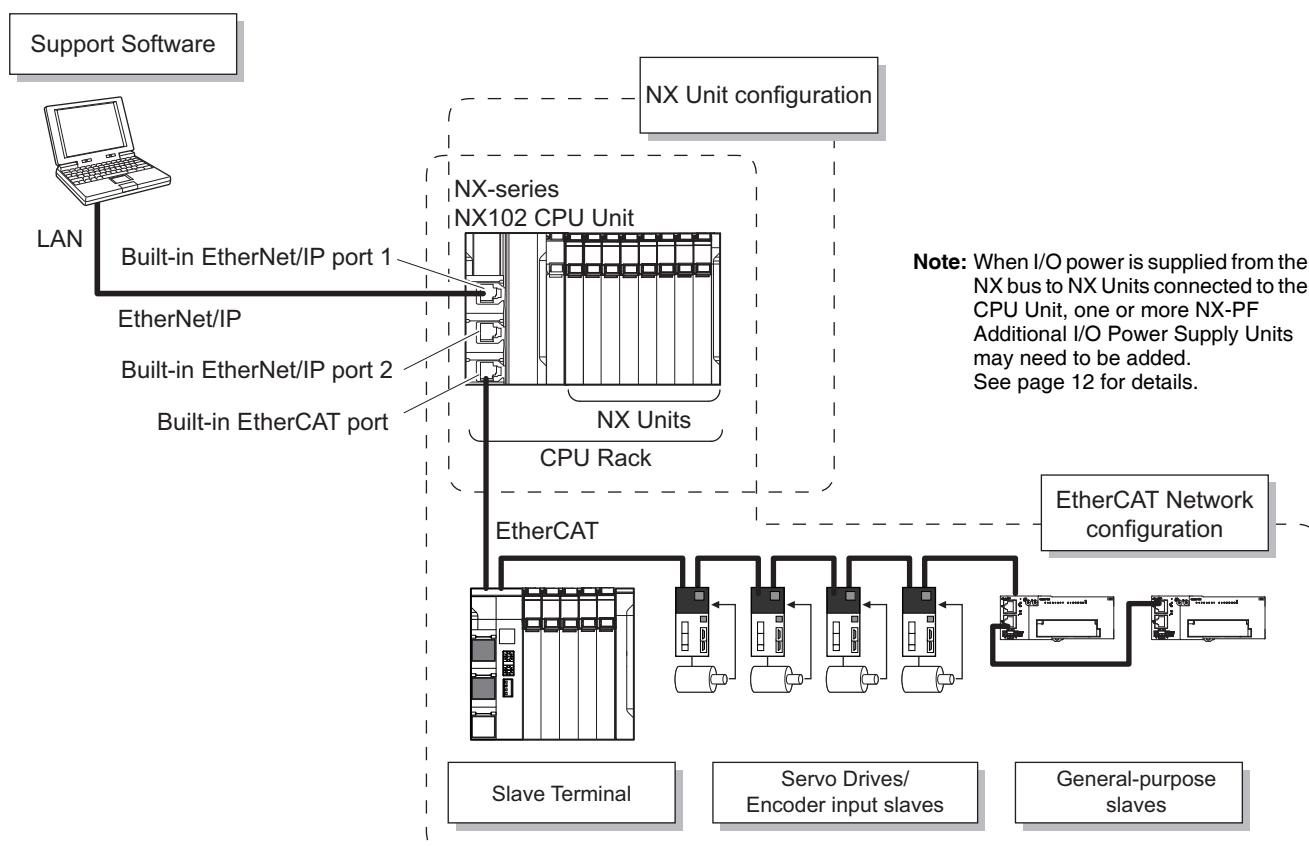 Support Software
NX Unit configuration
NX-series
NX102 CPU Unit
LAN
Built-in EtherNet/IP port 1
EtherNet/IP
Built-in EtherNet/IP port 2
Built-in EtherCAT port
NX Units
CPU Rack
Note: When I/O power is supplied from the
NX bus to NX Units connected to the
CPU Unit, one or more NX-PF
Additional I/O Power Supply Units
may need to be added.
See page 12 for details.
EtherCAT Network
configuration
EtherCAT
Slave Terminal
Servo Drives/
Encoder input slaves
General-purpose
slaves